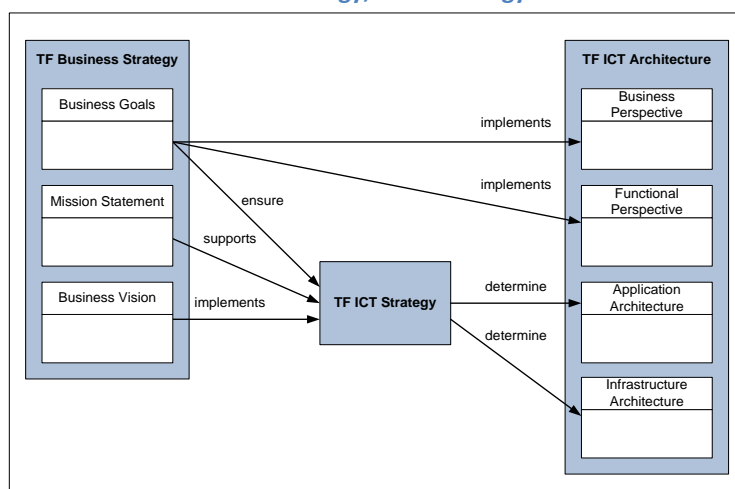 TF Business Strategy
Business Goals
Mission Statement
Business Vision
implements
implements
ensure
supports
implements
TF ICT Strategy
determine
determine
TF ICT Architecture
Business
Perspective
Functional
Perspective
Application
Architecture
Infrastructure
Architecture